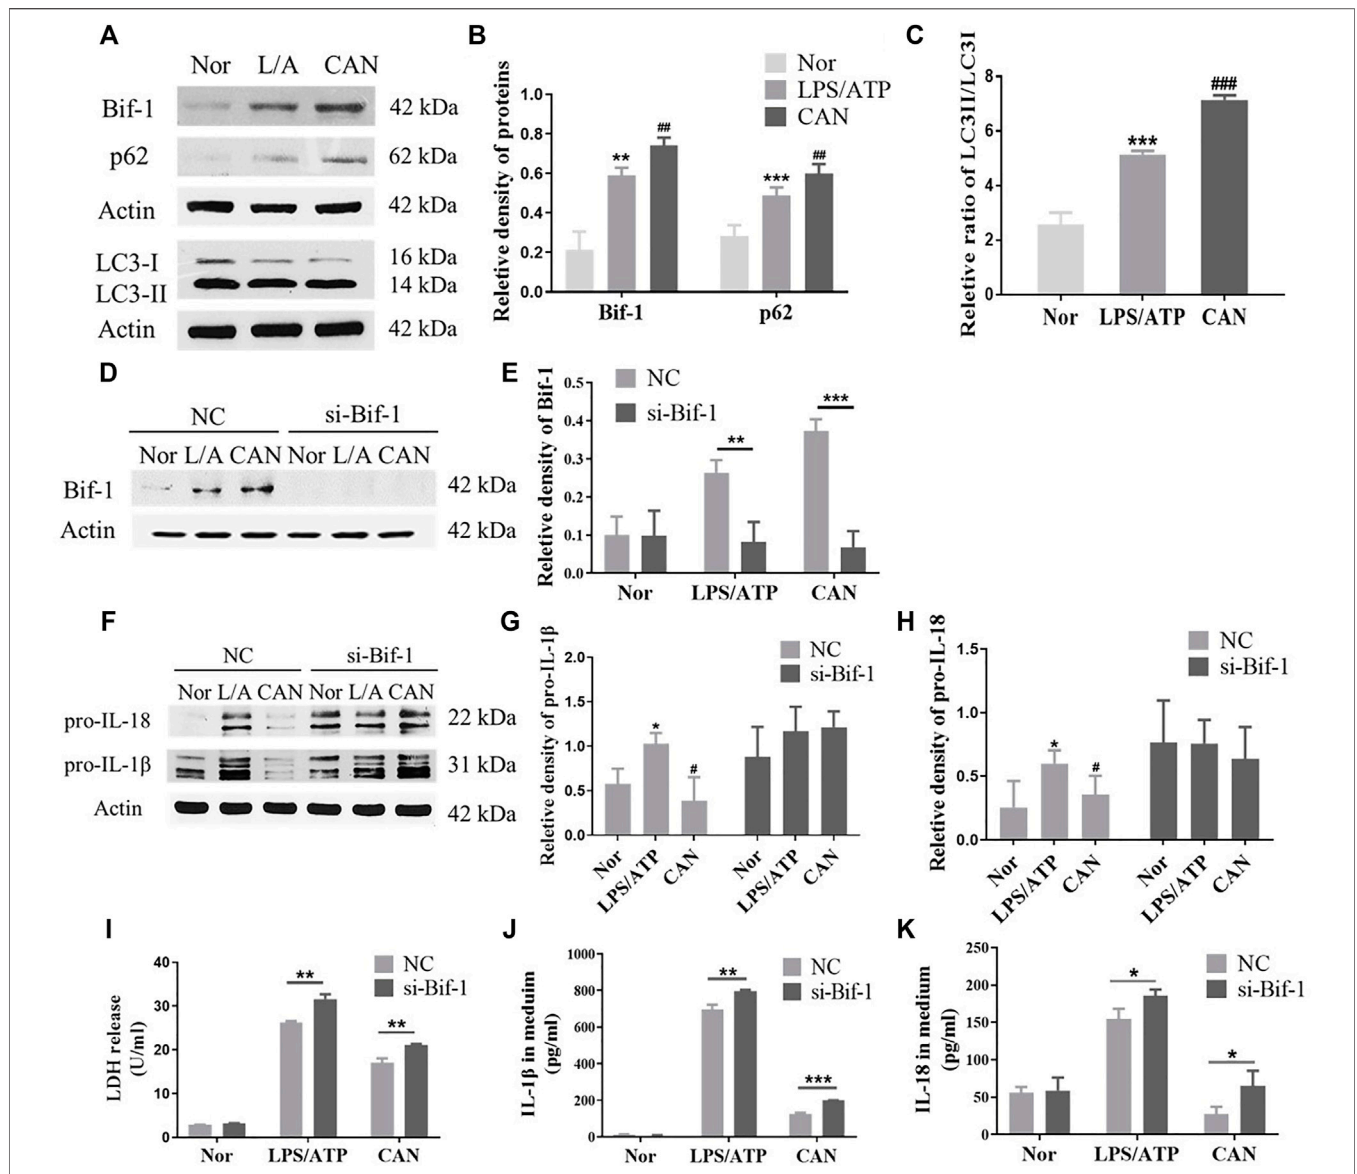 A
Nor L/A CAN
Bif-1 42 kDa
p62 62 kDa
Actin 42 kDa
LC3-I 16 kDa
LC3-II 14 kDa
Actin 42 kDa
B
Reletive density of proteins
1.0
0.8
0.6
0.4
0.2
0.0
Nor
LPS/ATP
CAN
** ## *** ##
Bif-1 p62
C
Reletive ratio of LC3II/LC3I
8
6
4
2
0
*** ###
Nor LPS/ATP CAN
D
NC si-Bif-1
Nor L/A CAN Nor L/A CAN
Bif-1 42 kDa
Actin 42 kDa
E
Reletive density of Bif-1
0.5
0.4
0.3
0.2
0.1
0.0
NC
si-Bif-1
** ***
Nor LPS/ATP CAN
F
NC si-Bif-1
Nor L/A CAN Nor L/A CAN
pro-IL-18 22 kDa
pro-IL-1β 31 kDa
Actin 42 kDa
G
Reletive density of pro-IL-1β
2.0
1.5
1.0
0.5
0.0
NC
si-Bif-1
* #
Nor LPS/ATP CAN Nor LPS/ATP CAN
H
Reletive density of pro-IL-18
1.5
1.0
0.5
0.0
NC
si-Bif-1
* #
Nor LPS/ATP CAN Nor LPS/ATP CAN
I
LDH release
(U/ml)
40
30
20
10
0
NC
si-Bif-1
** **
Nor LPS/ATP CAN
J
IL-1β in meduim
(pg/ml)
1000
800
600
400
200
0
NC
si-Bif-1
** ***
Nor LPS/ATP CAN
K
IL-18 in medium
(pg/ml)
250
200
150
100
50
0
NC
si-Bif-1
* *
Nor LPS/ATP CAN